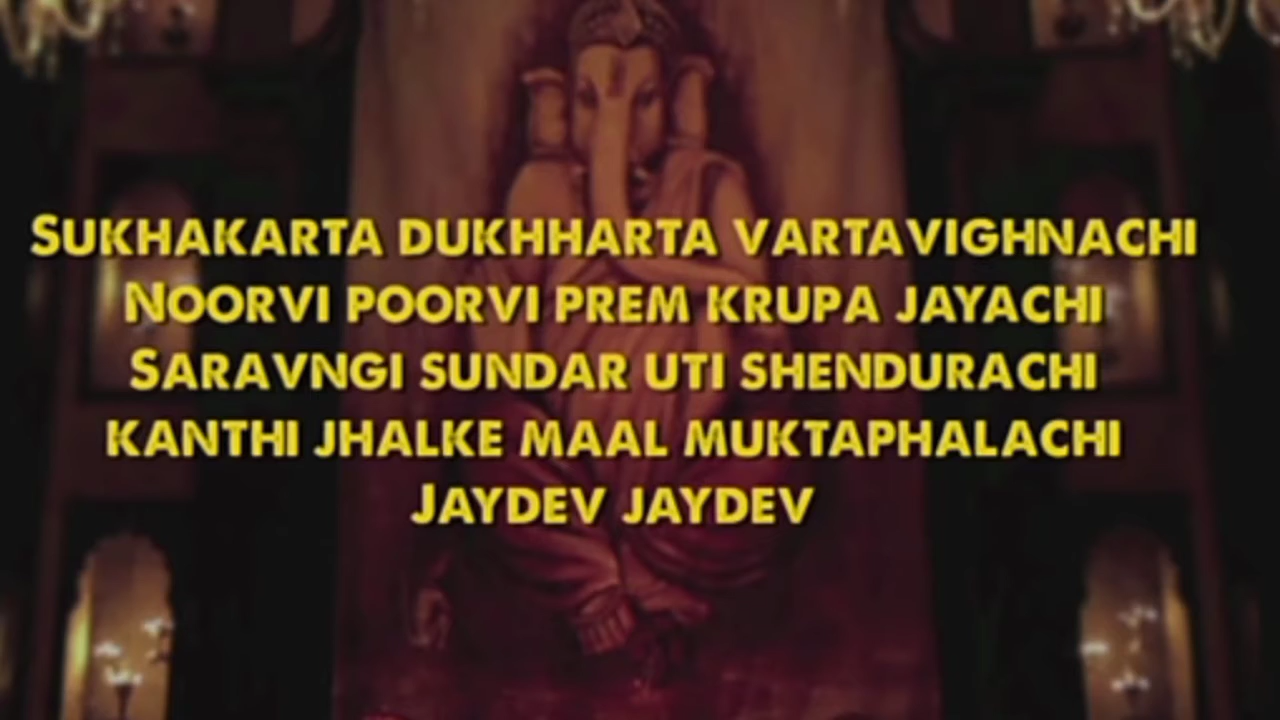 Sukhakarta dukhharta vartavighnachi
Noorvi poorvi prem krupa jayachi
Saravngi sundar uti shendurachi
kanthi jhalke maal muktaphalachi
Jaydev jaydev